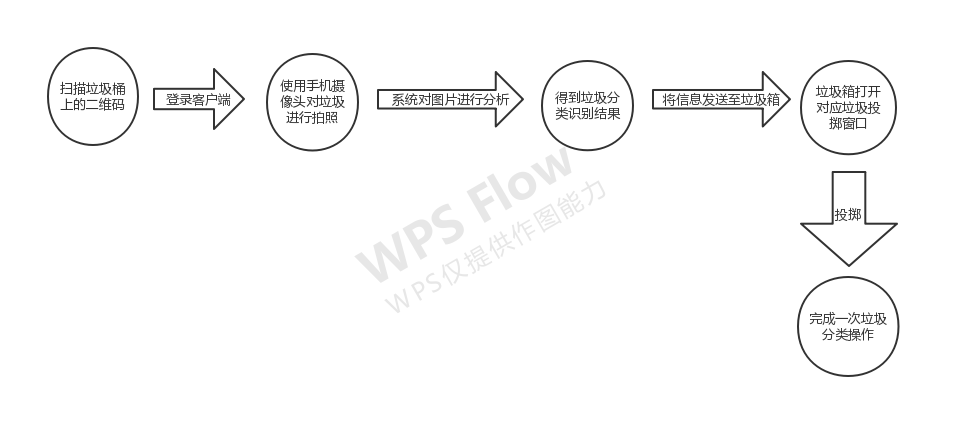 扫描垃圾桶
上的二维码
登录客户端
使用手机摄
像头对垃圾
进行拍照
系统对图片进行分析
得到垃圾分
类识别结果
将信息发送至垃圾箱
垃圾箱打开
对应垃圾投
掷窗口
投掷
完成一次垃圾
分类操作
WPS Flow
WPS仅提供作图能力